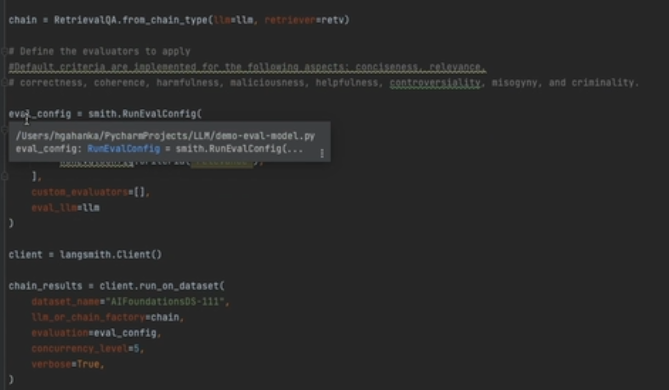 chain = RetrievalQA.from_chain_type(llm=llm, retriever=retv)
# Define the evaluators to apply
#Default criteria are implemented for the following aspects: conciseness, relevance,
# correctness, coherence, harmfulness, maliciousness, helpfulness, controversiality, misogyny, and criminality.
eval_config = smith.RunEvalConfig(
/Users/hgahanka/PycharmProjects/LLM/demo-eval-model.py
eval_config: RunEvalConfig = smith.RunEvalConfig(...
],
custom_evaluators=[],
eval_llm=llm
)
client = langsmith.Client()
chain_results = client.run_on_dataset(
dataset_name="AIFoundationsDS-111",
llm_or_chain_factory=chain,
evaluation=eval_config,
concurrency_level=5,
verbose=True,
)